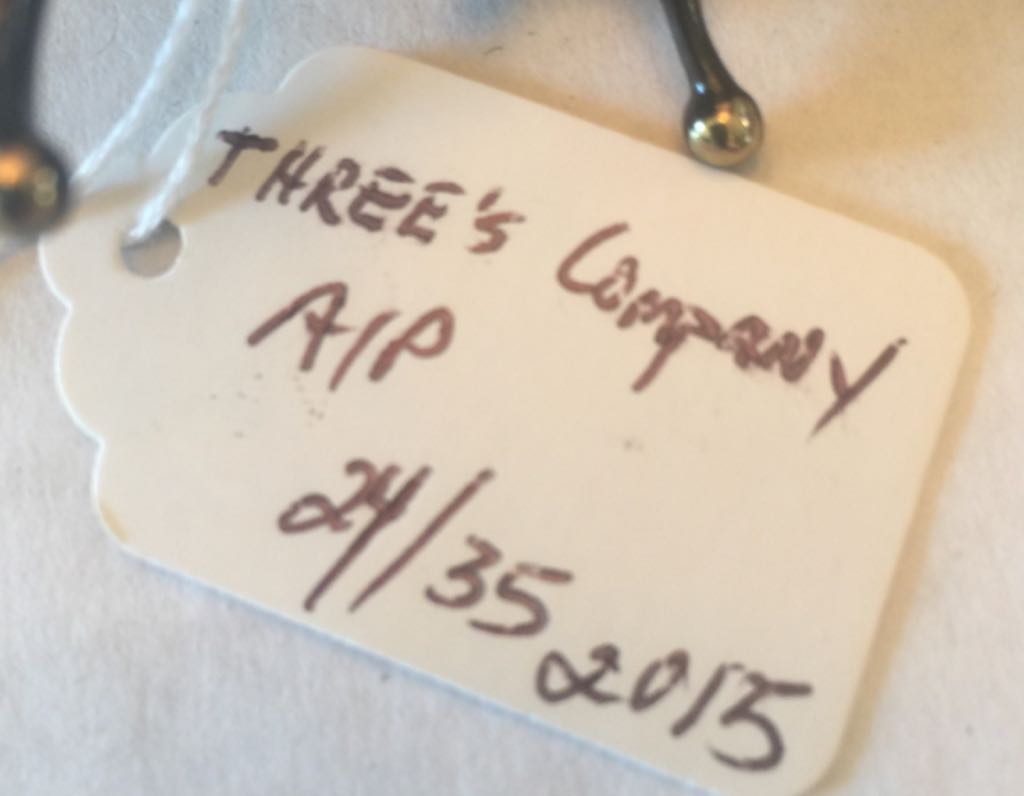 THREE's Company
A/P
24/35
2015